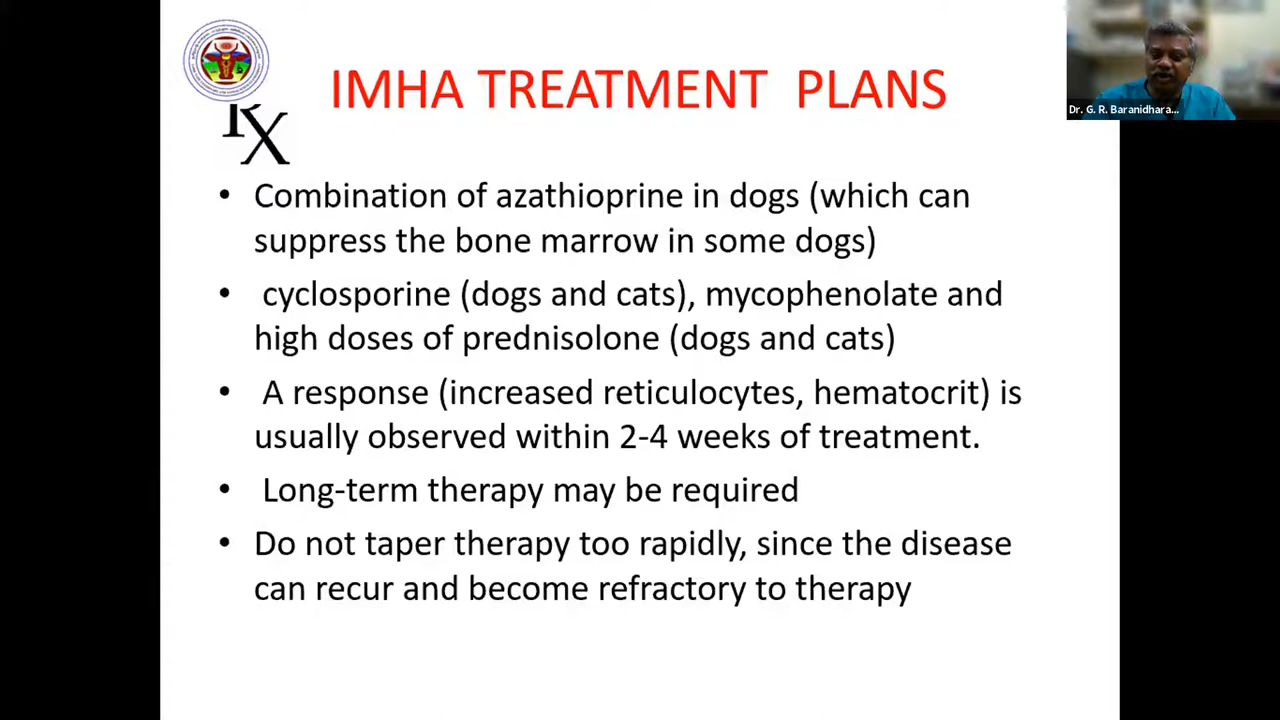 IMHA TREATMENT PLANS
Rx
Dr. G. R. Baranidhara...
• Combination of azathioprine in dogs (which can
suppress the bone marrow in some dogs)
• cyclosporine (dogs and cats), mycophenolate and
high doses of prednisolone (dogs and cats)
• A response (increased reticulocytes, hematocrit) is
usually observed within 2-4 weeks of treatment.
• Long-term therapy may be required
• Do not taper therapy too rapidly, since the disease
can recur and become refractory to therapy